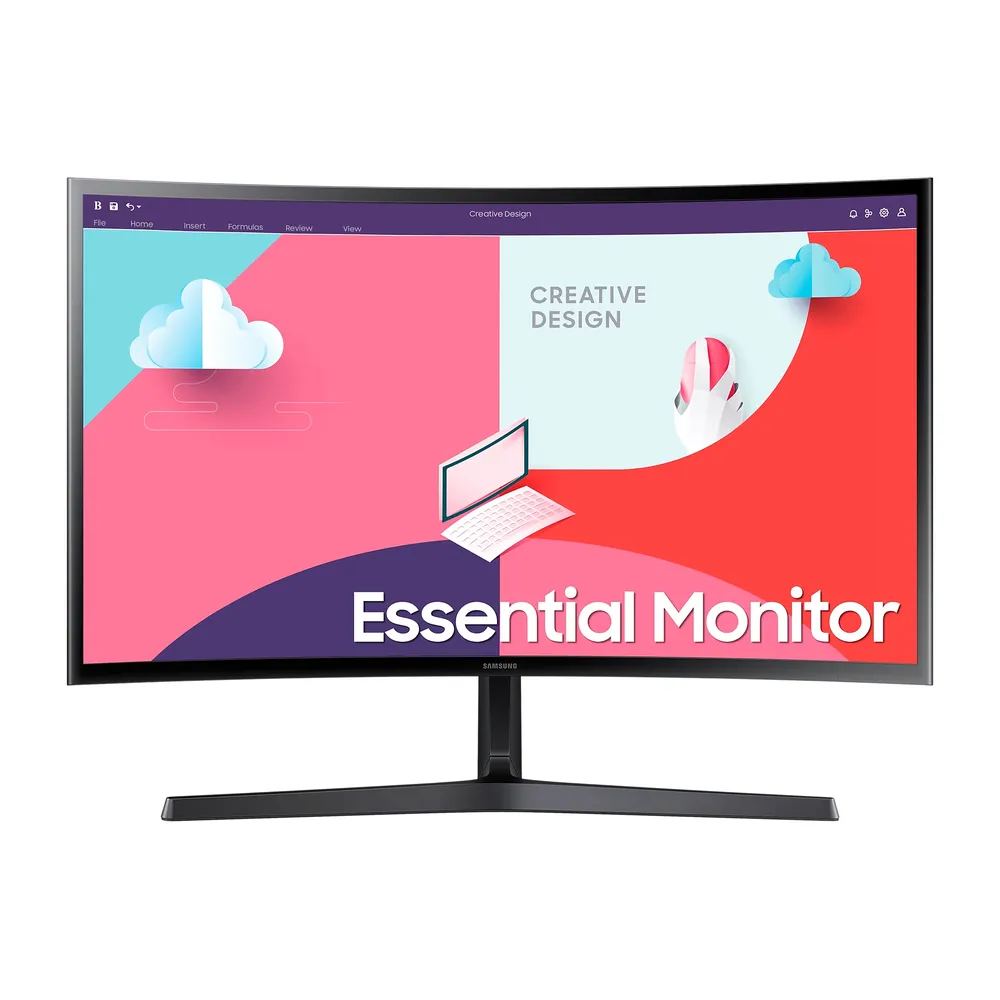 B
Creative Design
File Home Insert Formulas Review View
CREATIVE
DESIGN
Essential Monitor
SAMSUNG